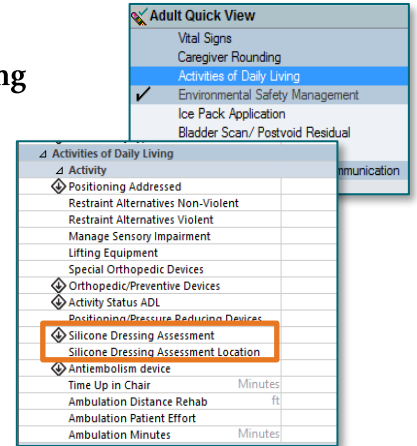 ng
Adult Quick View
Vital Signs
Caregiver Rounding
Activities of Daily Living
Environmental Safety Management
Ice Pack Application
Bladder Scan/ Postvoid Residual
mmunication
Activities of Daily Living
Activity
Positioning Addressed
Restraint Alternatives Non-Violent
Restraint Alternatives Violent
Manage Sensory Impairment
Lifting Equipment
Special Orthopedic Devices
Orthopedic/Preventive Devices
Activity Status ADL
Positioning/Pressure Reducing Devices
Silicone Dressing Assessment
Silicone Dressing Assessment Location
Antiembolism device
Time Up in Chair Minutes
Ambulation Distance Rehab ft
Ambulation Patient Effort
Ambulation Minutes Minutes